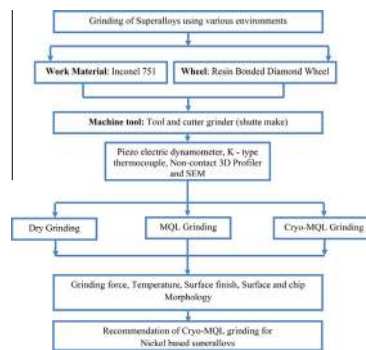 Grinding of Superalloys using various environments
Work Material: Inconel 751
Wheel: Resin Bonded Diamond Wheel
Machine tool: Tool and cutter grinder (shutte make)
Piezo electric dynamometer, K - type
thermocouple, Non-contact 3D Profiler
and SEM
Dry Grinding
MQL Grinding
Cryo-MQL Grinding
Grinding force, Temperature, Surface finish, Surface and chip
Morphology
Recommendation of Cryo-MQL grinding for
Nickel based superalloys